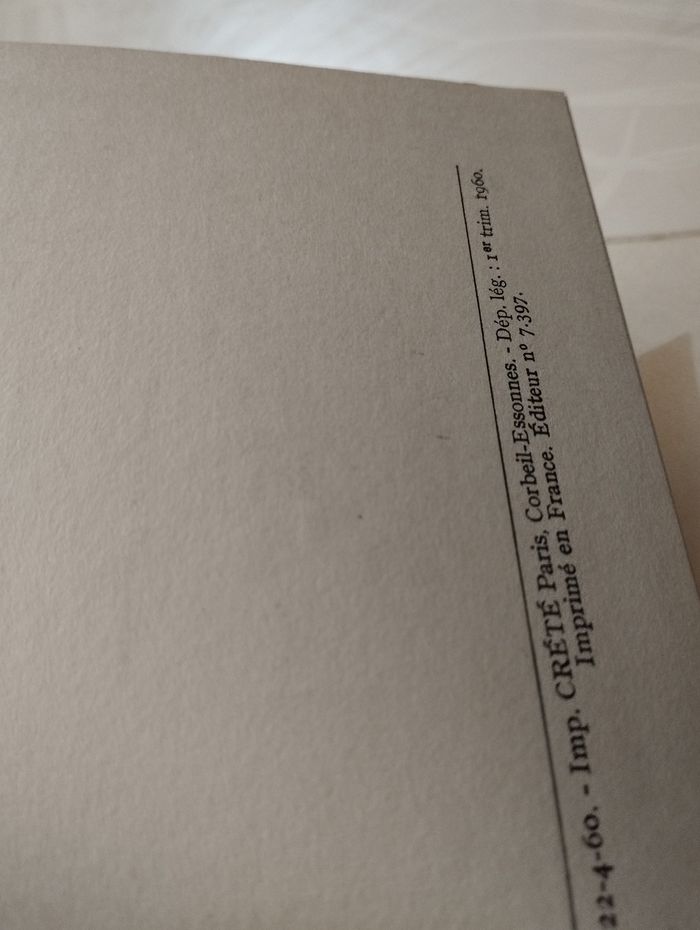 22-4-60. - Imp. CRÉTÉ Paris, Corbeil-Essonnes. - Dép. lég. : 1er trim. 1960.
Imprimé en France. Éditeur nº 7.397.